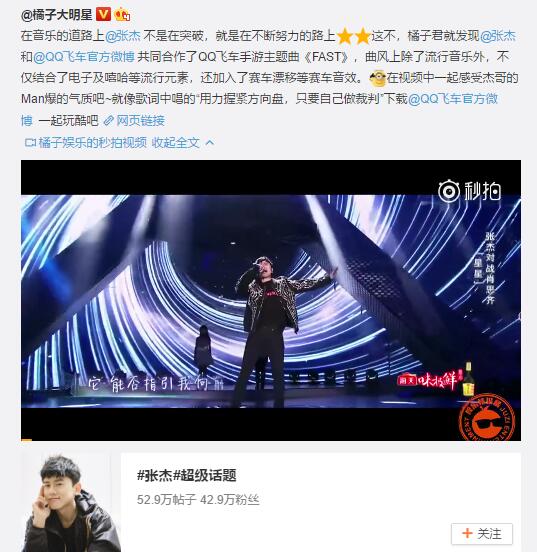 @橘子大明星
在音乐的道路上@张杰 不是在突破，就是在不断努力的路上 这不，橘子君就发现@张杰
和@QQ飞车官方微博 共同合作了QQ飞车手游主题曲《FAST》，曲风上除了流行音乐外，不
仅结合了电子及嘻哈等流行元素，还加入了赛车漂移等赛车音效。 在视频中一起感受杰哥的
Man爆的气质吧~就像歌词中唱的“用力握紧方向盘，只要自己做裁判”下载@QQ飞车官方微
博 一起玩酷吧 网页链接
橘子娱乐的秒拍视频 收起全文
秒拍
张杰对战肖思齐
「星星」
它能否指引我向前
味极鲜
#张杰#超级话题
52.9万帖子 42.9万粉丝
+ 关注